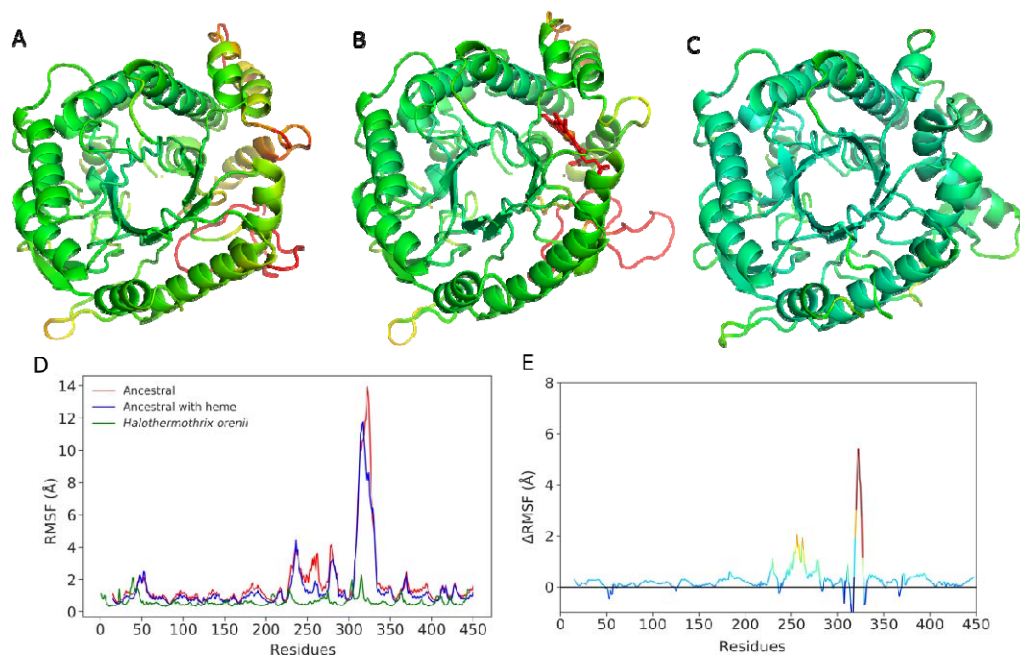 A B C
D E
Ancestral
Ancestral with heme
Halothermothrix orenii
RMSF (Å)
14
12
10
8
6
4
2
0
0 50 100 150 200 250 300 350 400 450
Residues
ΔRMSF (Å)
8
6
4
2
0
0 50 100 150 200 250 300 350 400 450
Residues